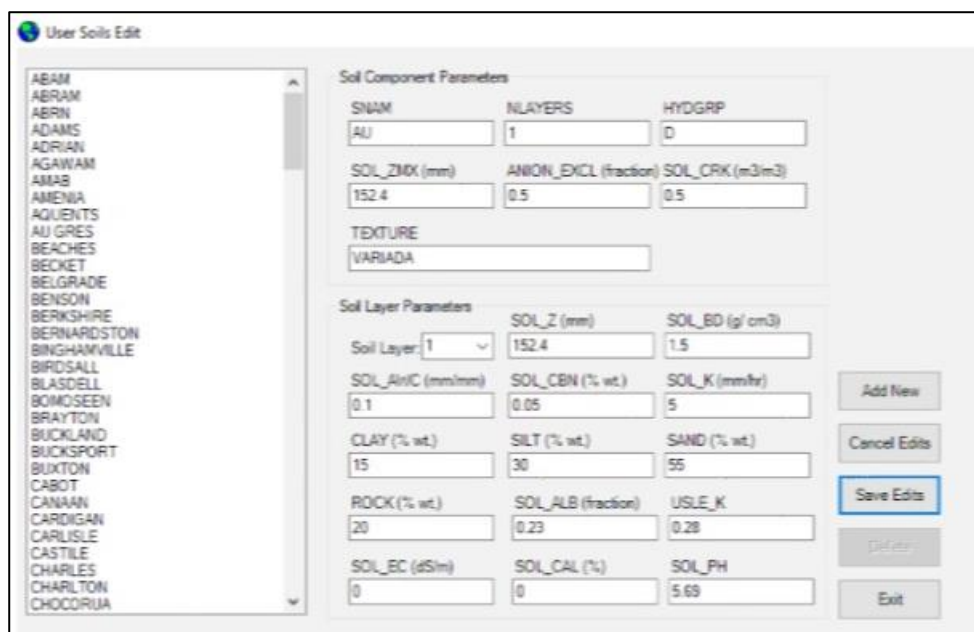 User Soils Edit
ABAM
ABRAM
ABRN
ADAMS
ADRIAN
AGAWAM
AMAB
AMENIA
AQUENTS
AU GRES
BEACHES
BECKET
BELGRADE
BENSON
BERKSHIRE
BERNARDSTON
BINGHAMVILLE
BIRDSALL
BLASDELL
BOMOSEEN
BRAYTON
BUCKLAND
BUCKSPORT
BUXTON
CABOT
CANAAN
CARDIGAN
CARLISLE
CASTILE
CHARLES
CHARLTON
CHOCORUA
Soil Component Parameters
SNAM NLAYERS HYDGRP
AU 1 D
SOL_ZMX (mm) ANION_EXCL (fraction) SOL_CRK (m3/m3)
152.4 0.5 0.5
TEXTURE
VARIADA
Soil Layer Parameters
SOL_Z (mm) SOL_BD (g/ cm3)
Soil Layer: 1 152.4 1.5
SOL_AWC (mm/mm) SOL_CBN (% wt.) SOL_K (mm/hr)
0.1 0.05 5
CLAY (% wt.) SILT (% wt.) SAND (% wt.)
15 30 55
ROCK (% wt.) SOL_ALB (fraction) USLE_K
20 0.23 0.28
SOL_EC (dS/m) SOL_CAL (%) SOL_PH
0 0 5.69
Add New
Cancel Edits
Save Edits
Delete
Exit